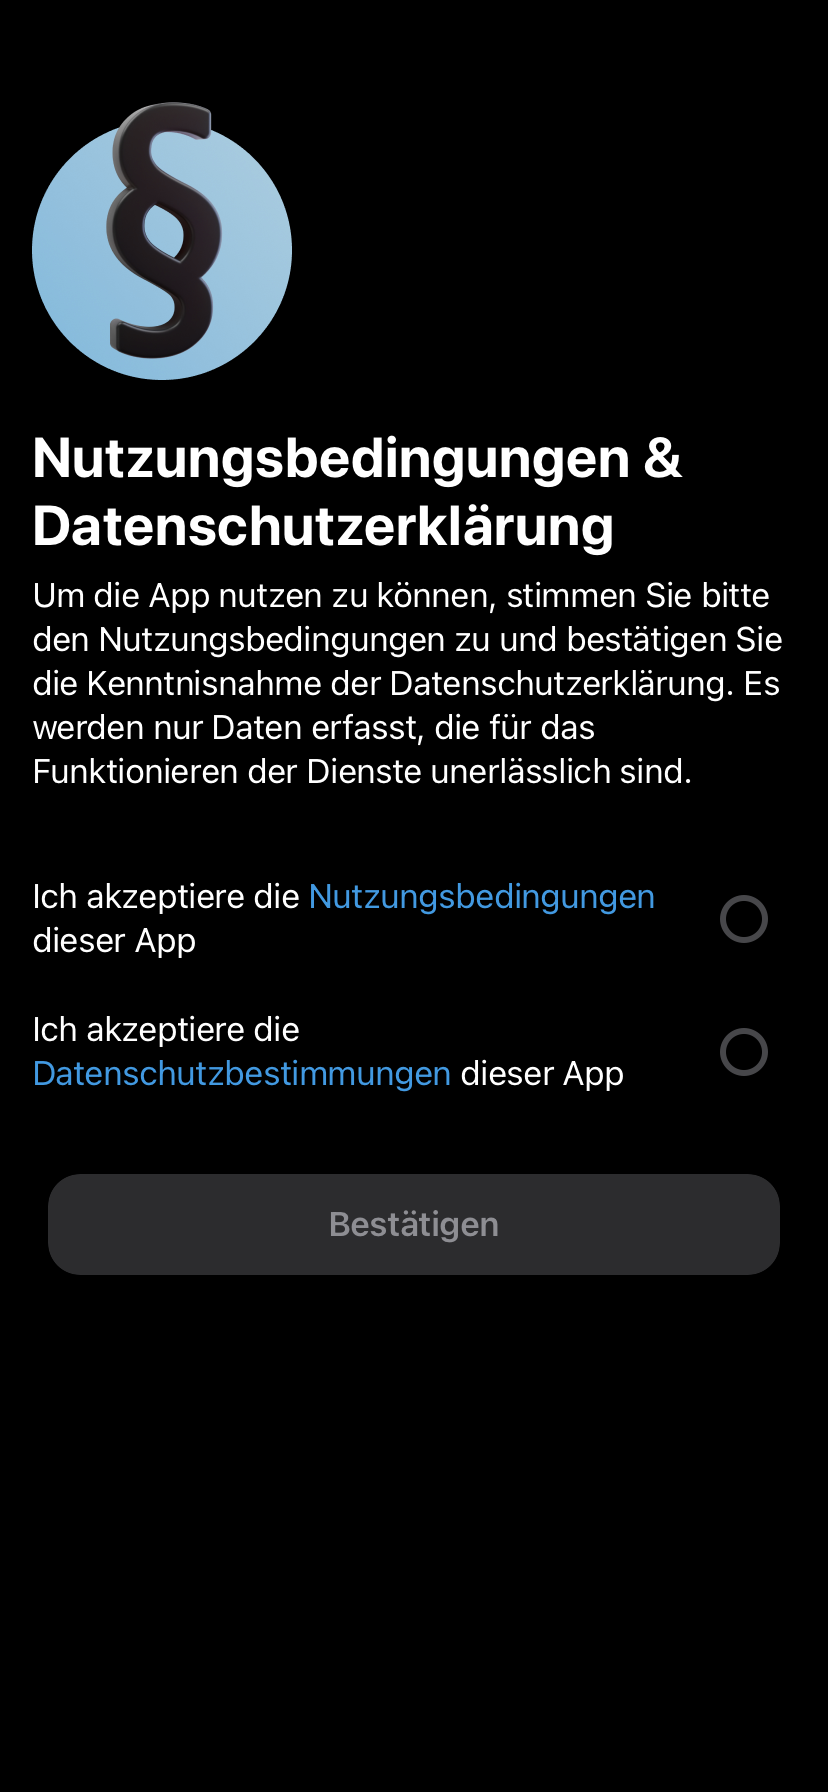 §
Nutzungsbedingungen &
Datenschutzerklärung
Um die App nutzen zu können, stimmen Sie bitte
den Nutzungsbedingungen zu und bestätigen Sie
die Kenntnisnahme der Datenschutzerklärung. Es
werden nur Daten erfasst, die für das
Funktionieren der Dienste unerlässlich sind.
Ich akzeptiere die Nutzungsbedingungen
dieser App
Ich akzeptiere die
Datenschutzbestimmungen dieser App
Bestätigen